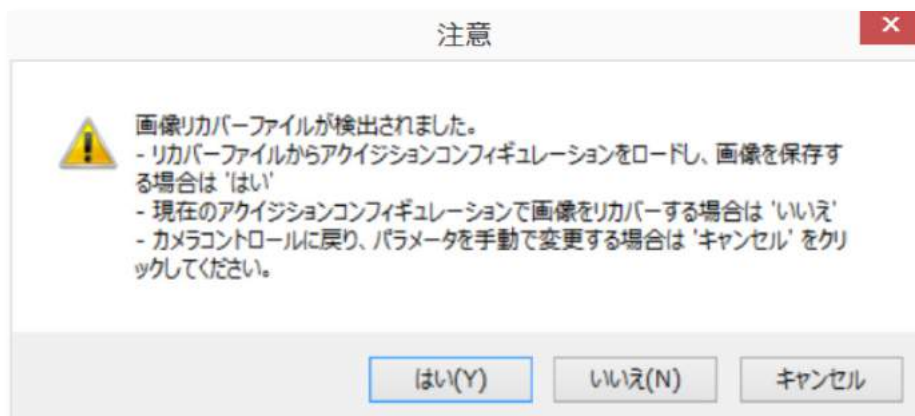 注意
画像リカバーファイルが検出されました。
- リカバーファイルからアクイジションコンフィギュレーションをロードし、画像を保存す
る場合は 'はい'
- 現在のアクイジションコンフィギュレーションで画像をリカバーする場合は 'いいえ'
- カメラコントロールに戻り、パラメータを手動で変更する場合は 'キャンセル' をクリ
ックしてください。
はい(Y) いいえ(N) キャンセル